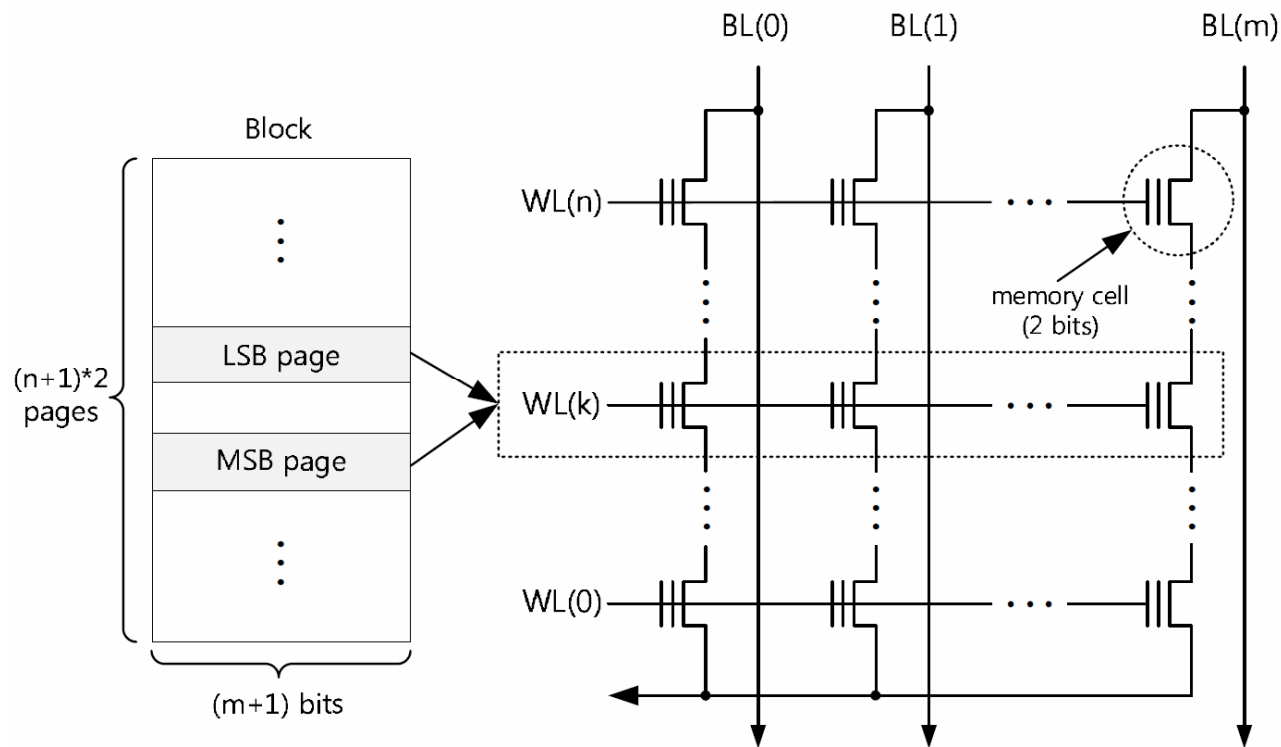 BL(0)
BL(1)
BL(m)
Block
WL(n)
memory cell
(2 bits)
(n+1)*2
pages
LSB page
MSB page
WL(k)
WL(0)
(m+1) bits